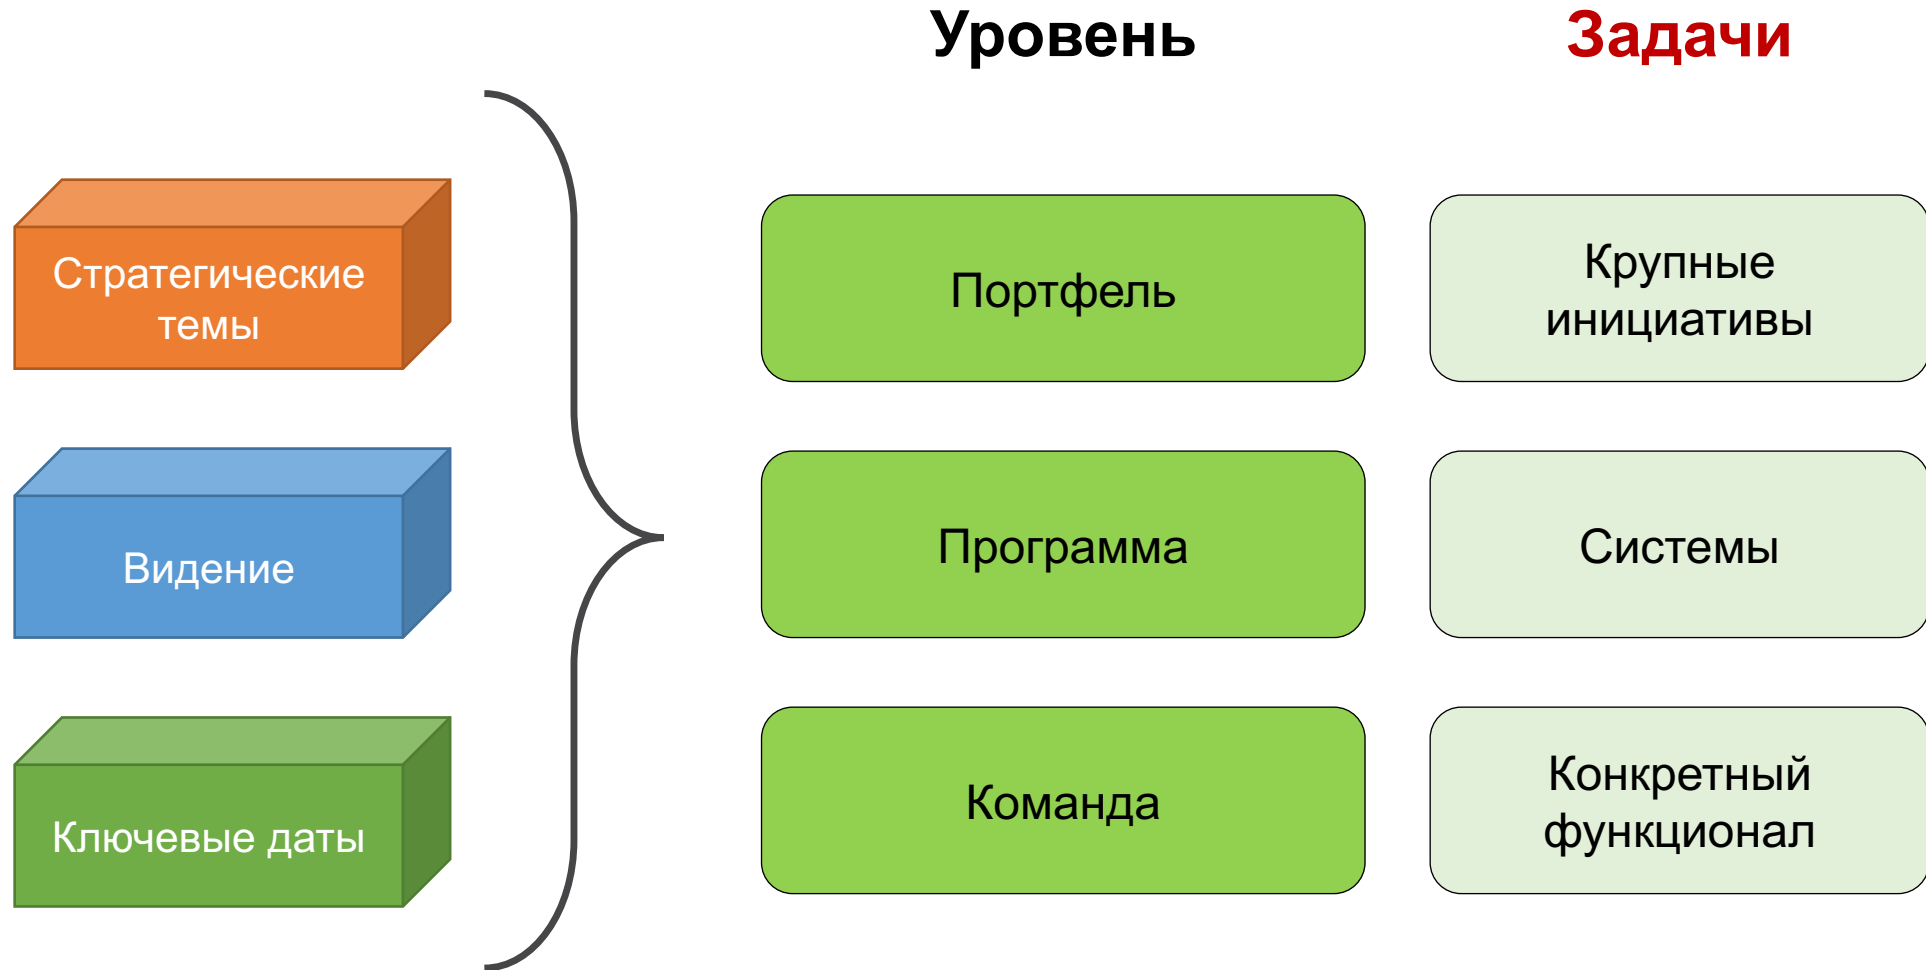 Уровень
Задачи
Стратегические
темы
Портфель
Крупные
инициативы
Видение
Программа
Системы
Ключевые даты
Команда
Конкретный
функционал